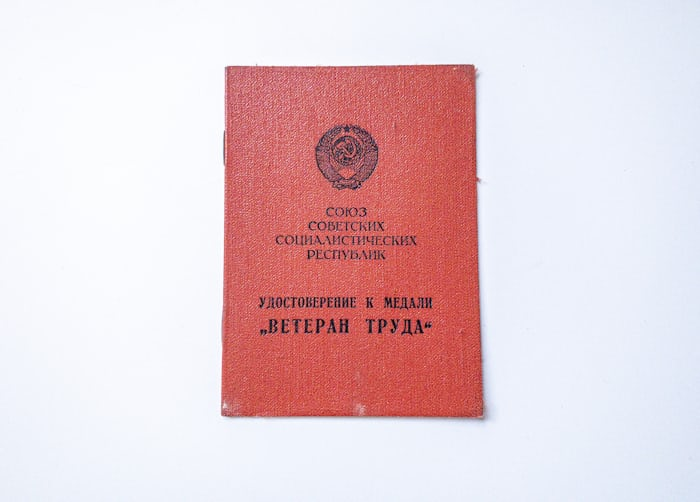 СОЮЗ
СОВЕТСКИХ
СОЦИАЛИСТИЧЕСКИХ
РЕСПУБЛИК
УДОСТОВЕРЕНИЕ К МЕДАЛИ
„ВЕТЕРАН ТРУДА“